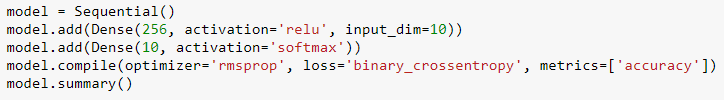 model = Sequential()
model.add(Dense(256, activation='relu', input_dim=10))
model.add(Dense(10, activation='softmax'))
model.compile(optimizer='rmsprop', loss='binary_crossentropy', metrics=['accuracy'])
model.summary()